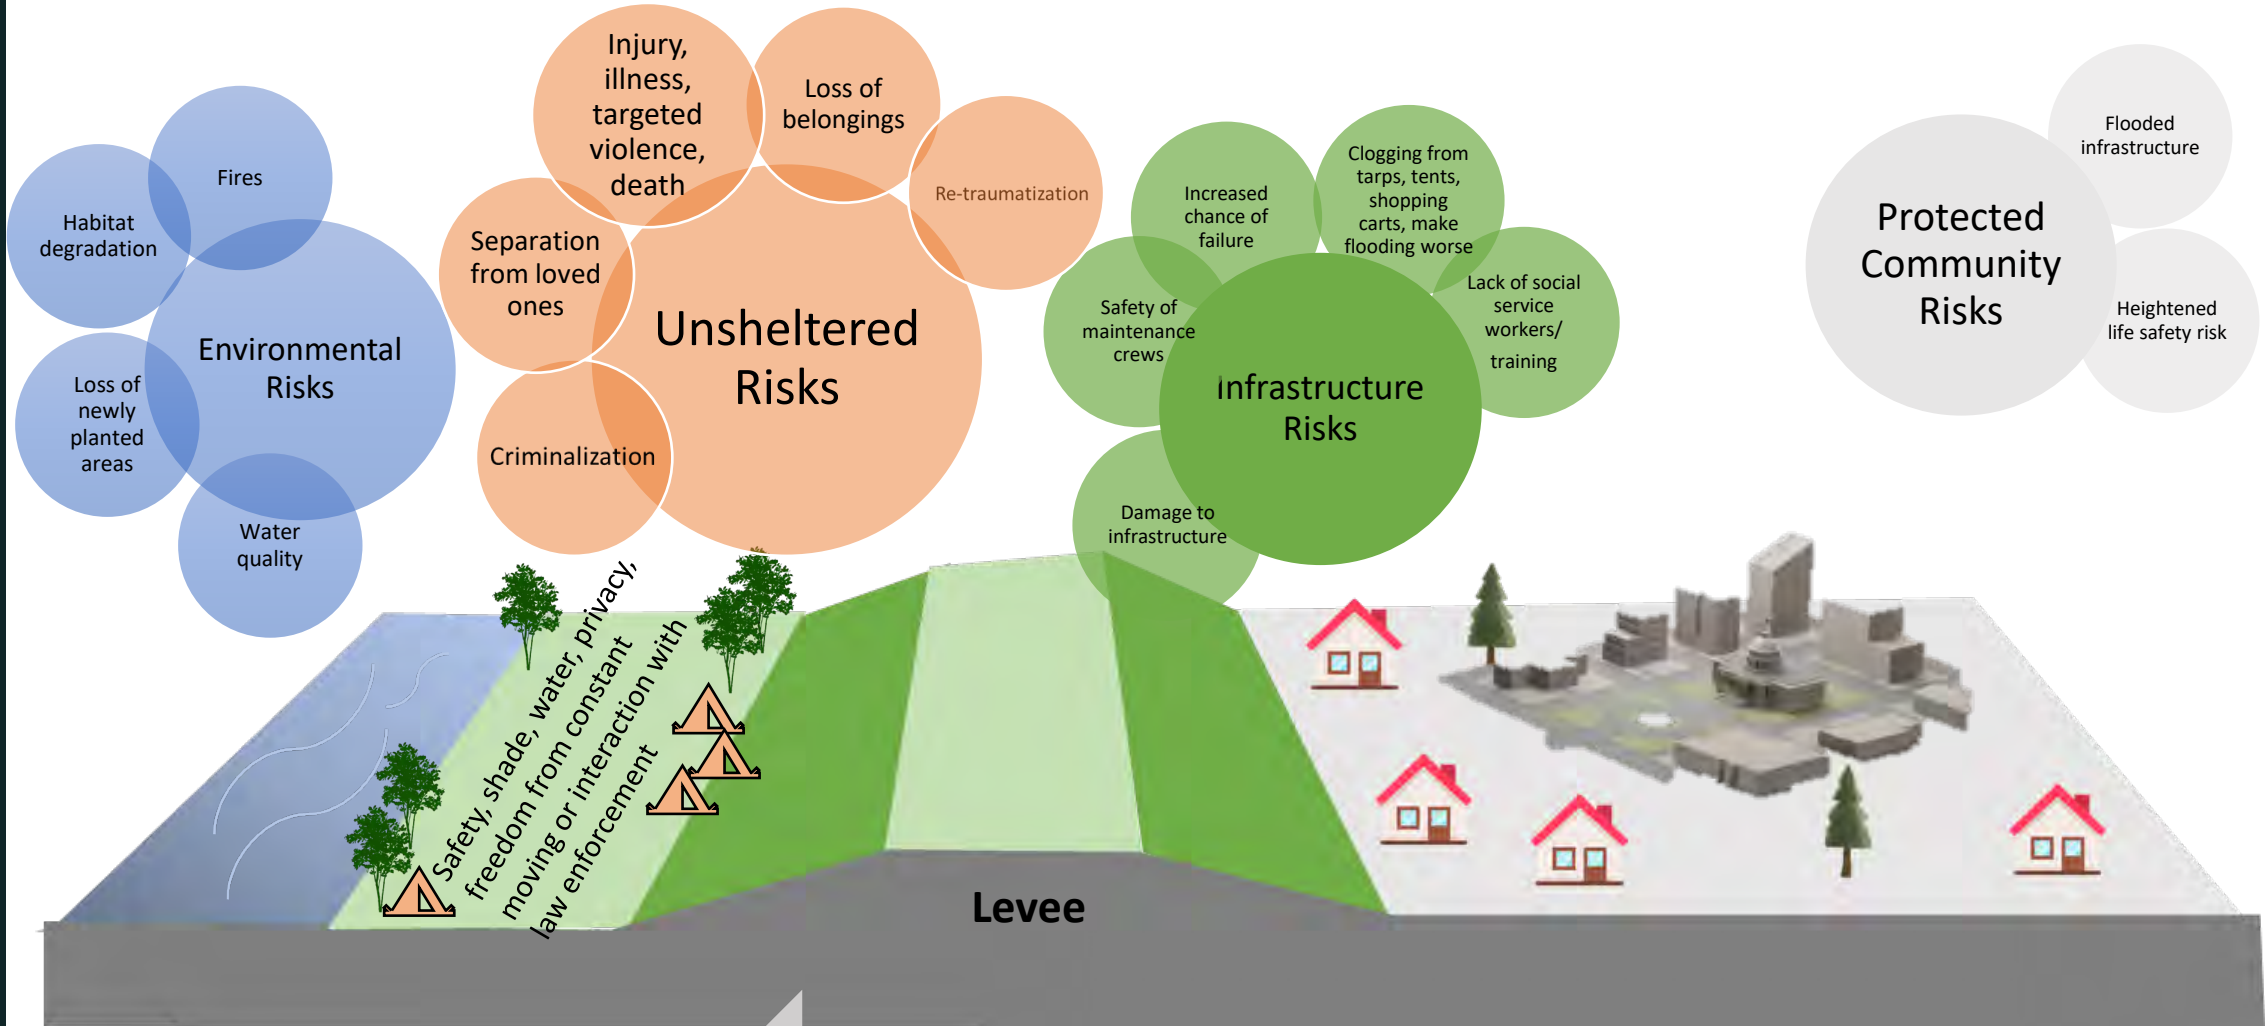 Fires
Habitat
degradation
Environmental
Risks
Loss of
newly
planted
areas
Water
quality
Injury,
illness,
targeted
violence,
death
Loss of
belongings
Re-traumatization
Separation
from loved
ones
Unsheltered
Risks
Criminalization
Increased
chance of
failure
Clogging from
tarps, tents,
shopping
carts, make
flooding worse
Safety of
maintenance
crews
Lack of social
service
workers/
training
Infrastructure
Risks
Damage to
infrastructure
Protected
Community
Risks
Flooded
infrastructure
Heightened
life safety risk
Safety, shade, water, privacy,
freedom from constant
moving or interaction with
law enforcement
Levee